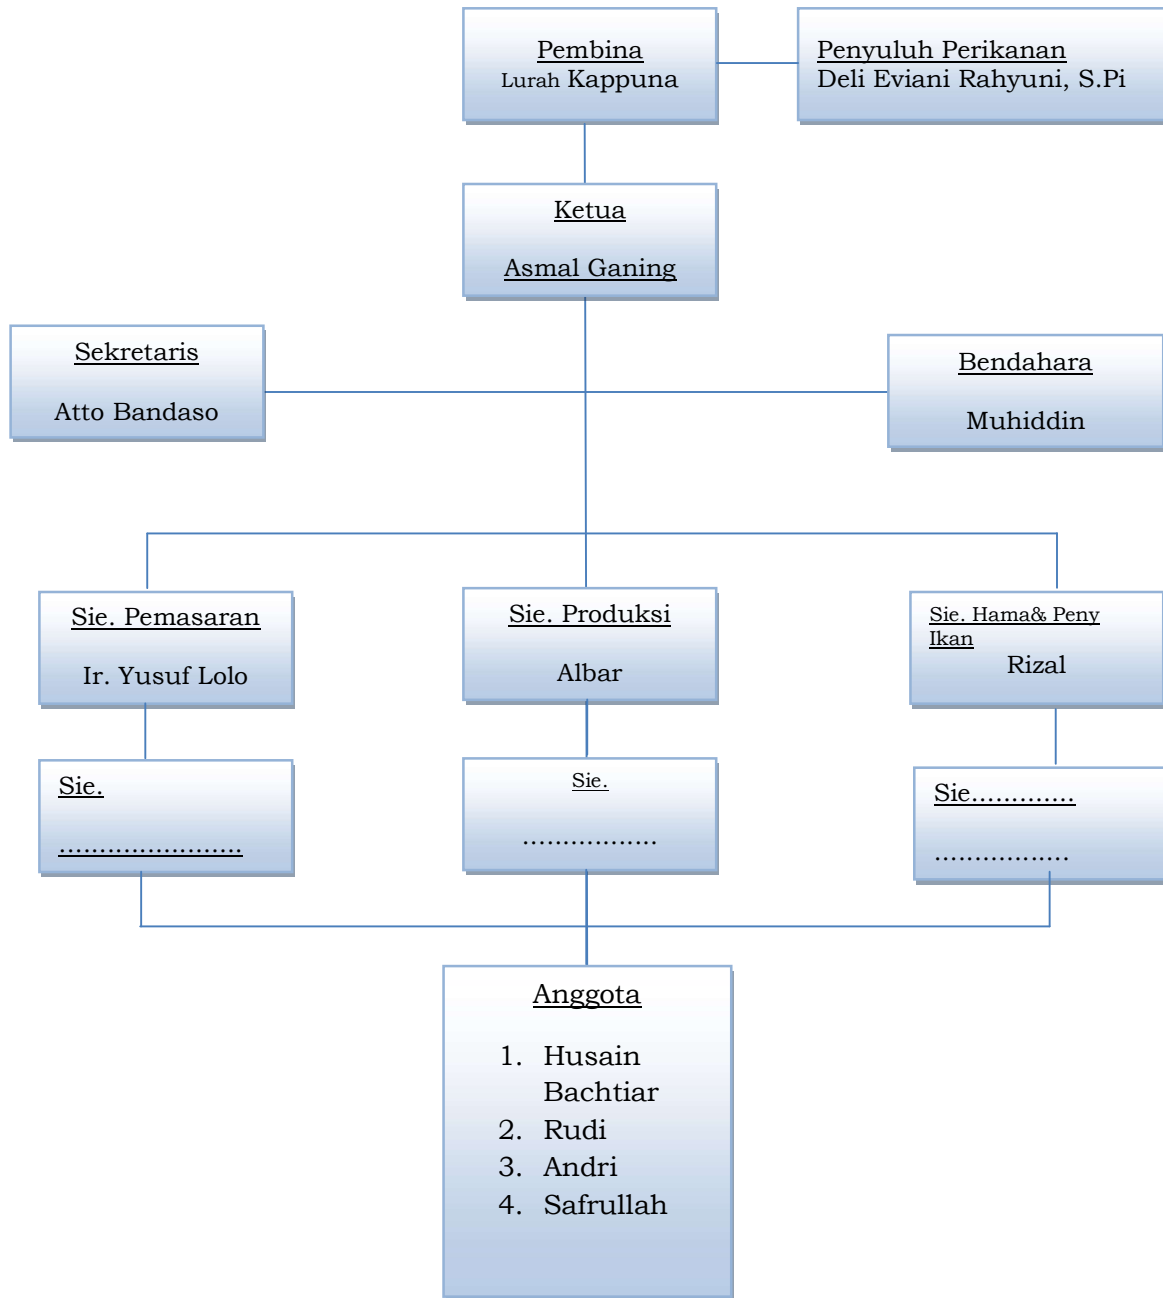 Pembina
Lurah Kappuna
Penyuluh Perikanan
Deli Eviani Rahyuni, S.Pi
Ketua
Asmal Ganing
Sekretaris
Atto Bandaso
Bendahara
Muhiddin
Sie. Pemasaran
Ir. Yusuf Lolo
Sie. Produksi
Albar
Sie. Hama& Peny
Ikan
Rizal
Sie.
.......................
Sie.
.................
Sie.............
.................
Anggota
1. Husain
Bachtiar
2. Rudi
3. Andri
4. Safrullah